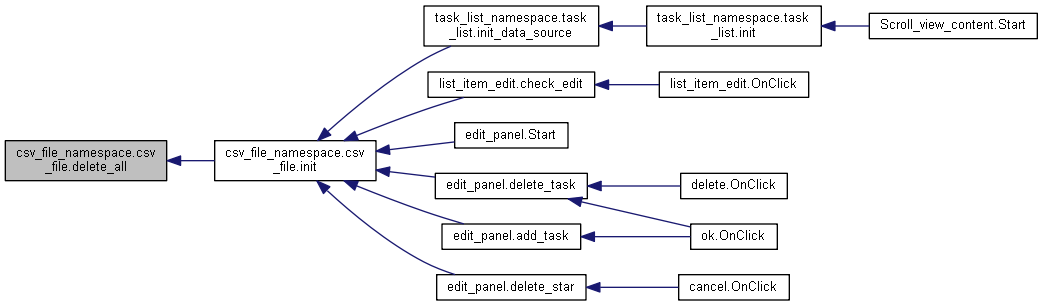 csv_file_namespace.csv
_file.delete_all
csv_file_namespace.csv
_file.init
task_list_namespace.task
_list.init_data_source
task_list_namespace.task
_list.init
Scroll_view_content.Start
list_item_edit.check_edit
list_item_edit.OnClick
edit_panel.Start
edit_panel.delete_task
delete.OnClick
edit_panel.add_task
ok.OnClick
edit_panel.delete_star
cancel.OnClick